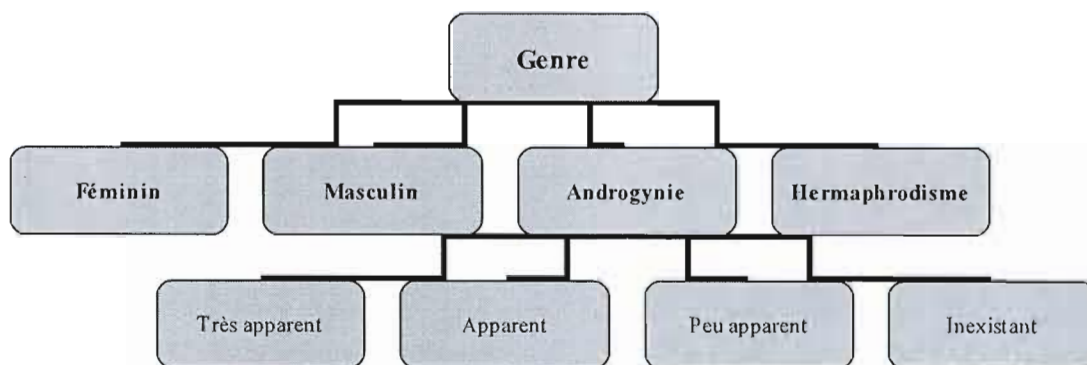 Genre
Féminin
Masculin
Androgynie
Hermaphrodisme
Très apparent
Apparent
Peu apparent
Inexistant